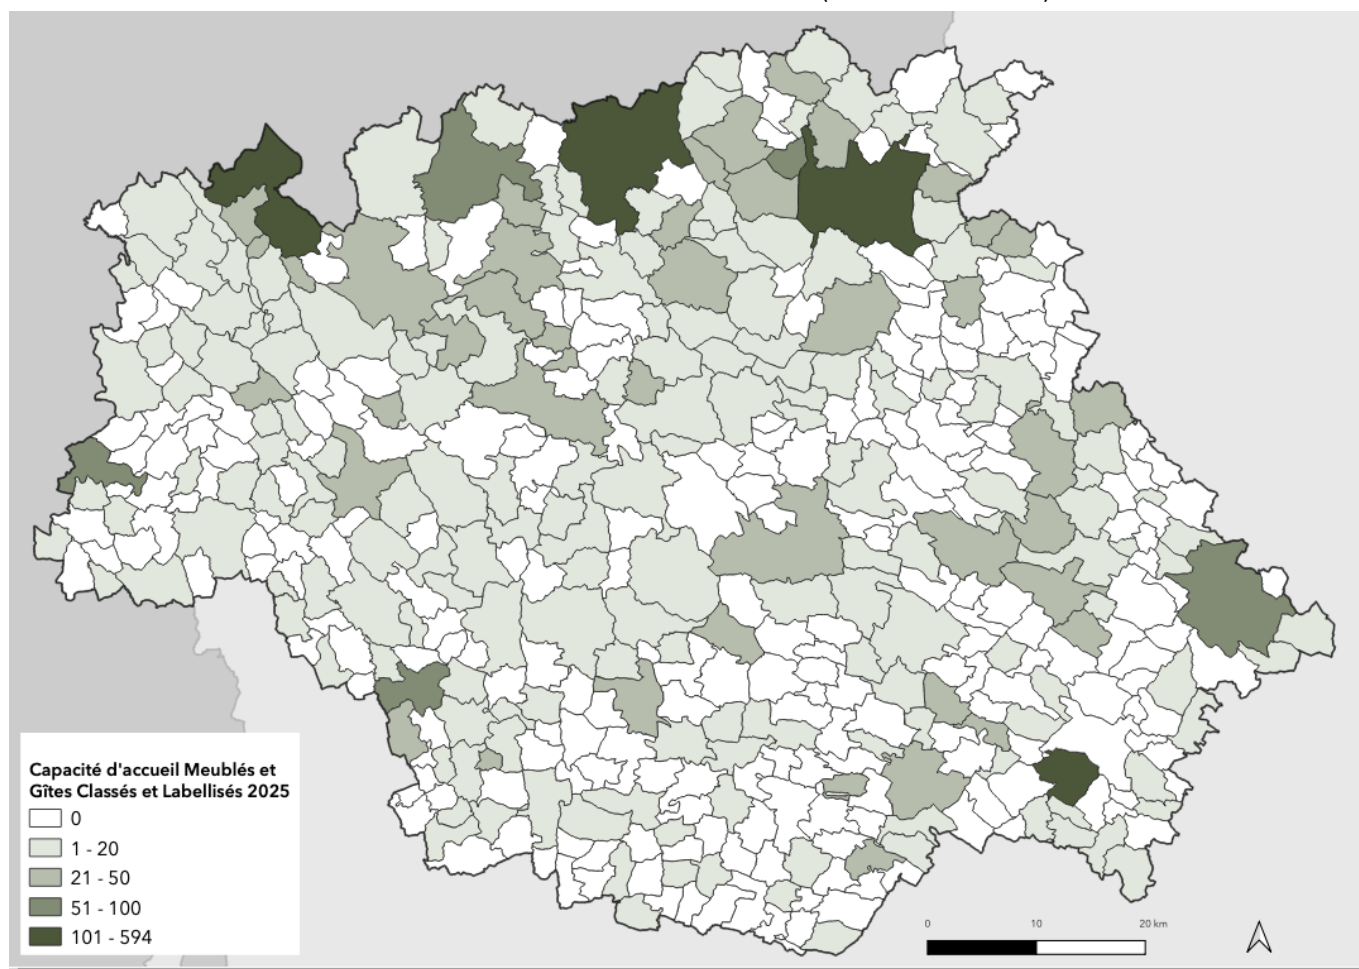 Capacité d'accueil Meublés et
Gîtes Classés et Labellisés 2025
0
1 - 20
21 - 50
51 - 100
101 - 594
0 10 20 km